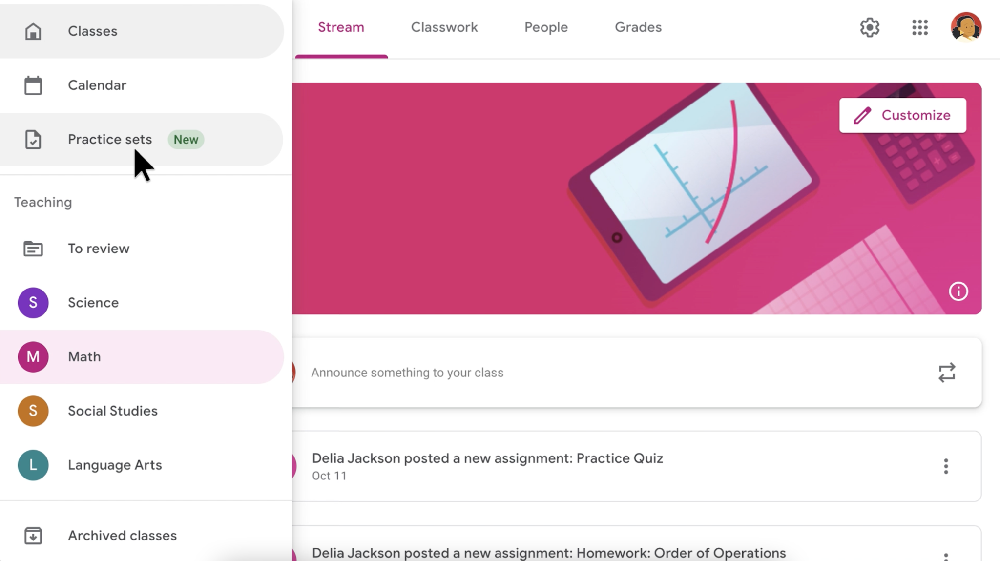 Classes
Calendar
Practice sets New
Teaching
To review
S Science
M Math
S Social Studies
L Language Arts
Archived classes
Stream Classwork People Grades
Customize
Announce something to your class
Delia Jackson posted a new assignment: Practice Quiz
Oct 11
Delia Jackson posted a new assignment: Homework: Order of Operations